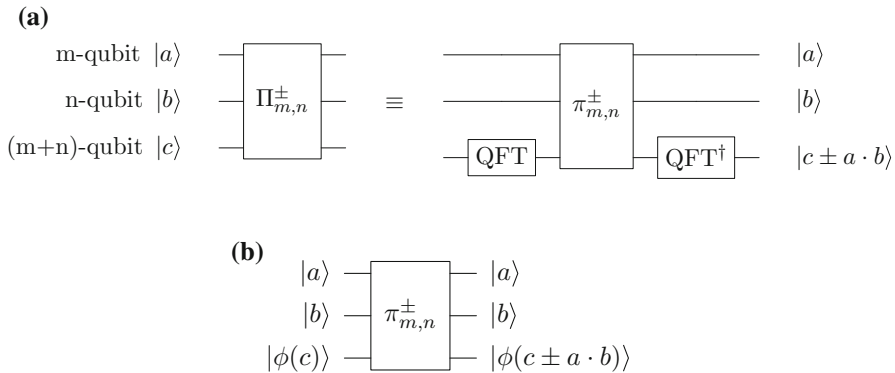 (a)
m-qubit |a⟩ |a⟩
n-qubit |b⟩ Π±m,n ≡ π±m,n |b⟩
(m+n)-qubit |c⟩ QFT QFT† |c ± a · b⟩
(b)
|a⟩ |a⟩
|b⟩ π±m,n |b⟩
|ϕ(c)⟩ |ϕ(c ± a · b)⟩